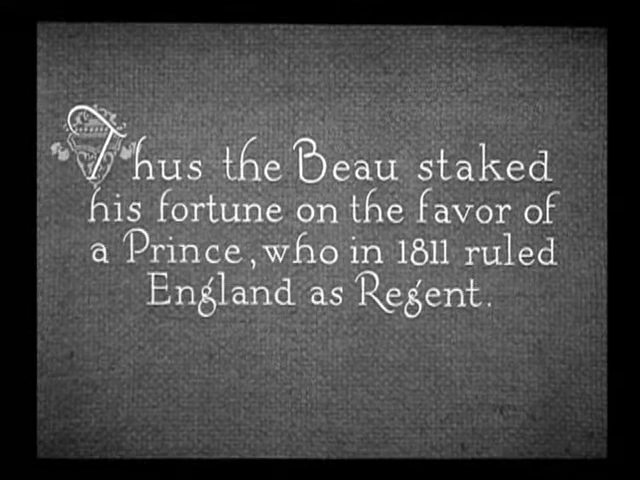 Thus the Beau staked
his fortune on the favor of
a Prince, who in 1811 ruled
England as Regent.